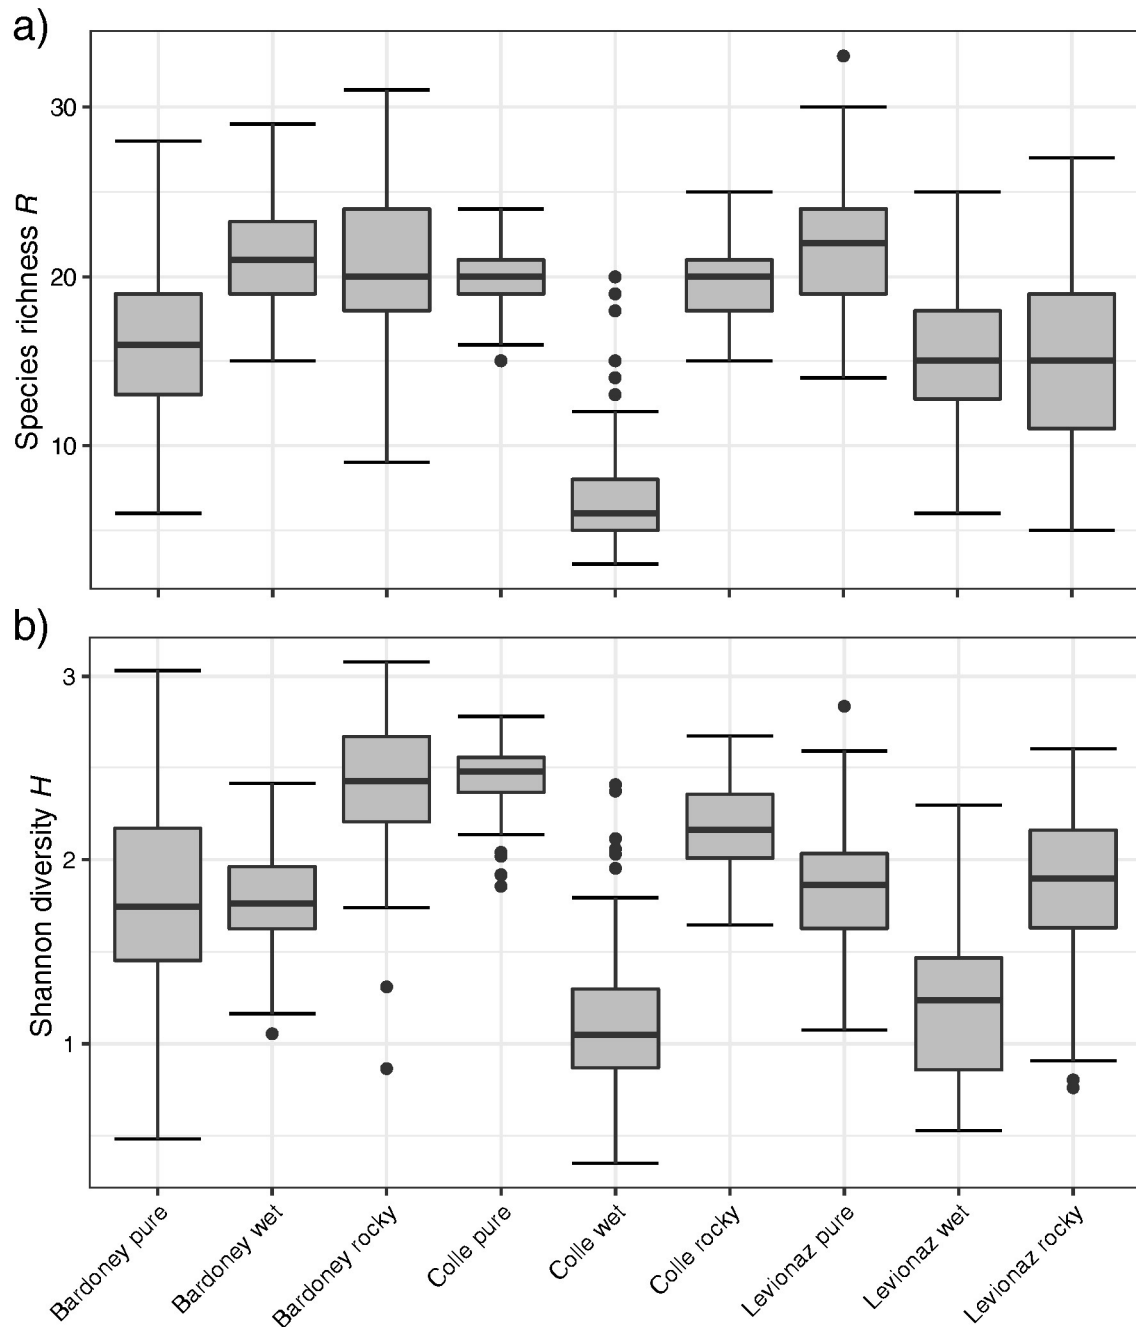 a)
Species richness R
30
20
10
b)
Shannon diversity H
3
2
1
Bardoney pure
Bardoney wet
Bardoney rocky
Colle pure
Colle wet
Colle rocky
Levionaz pure
Levionaz wet
Levionaz rocky